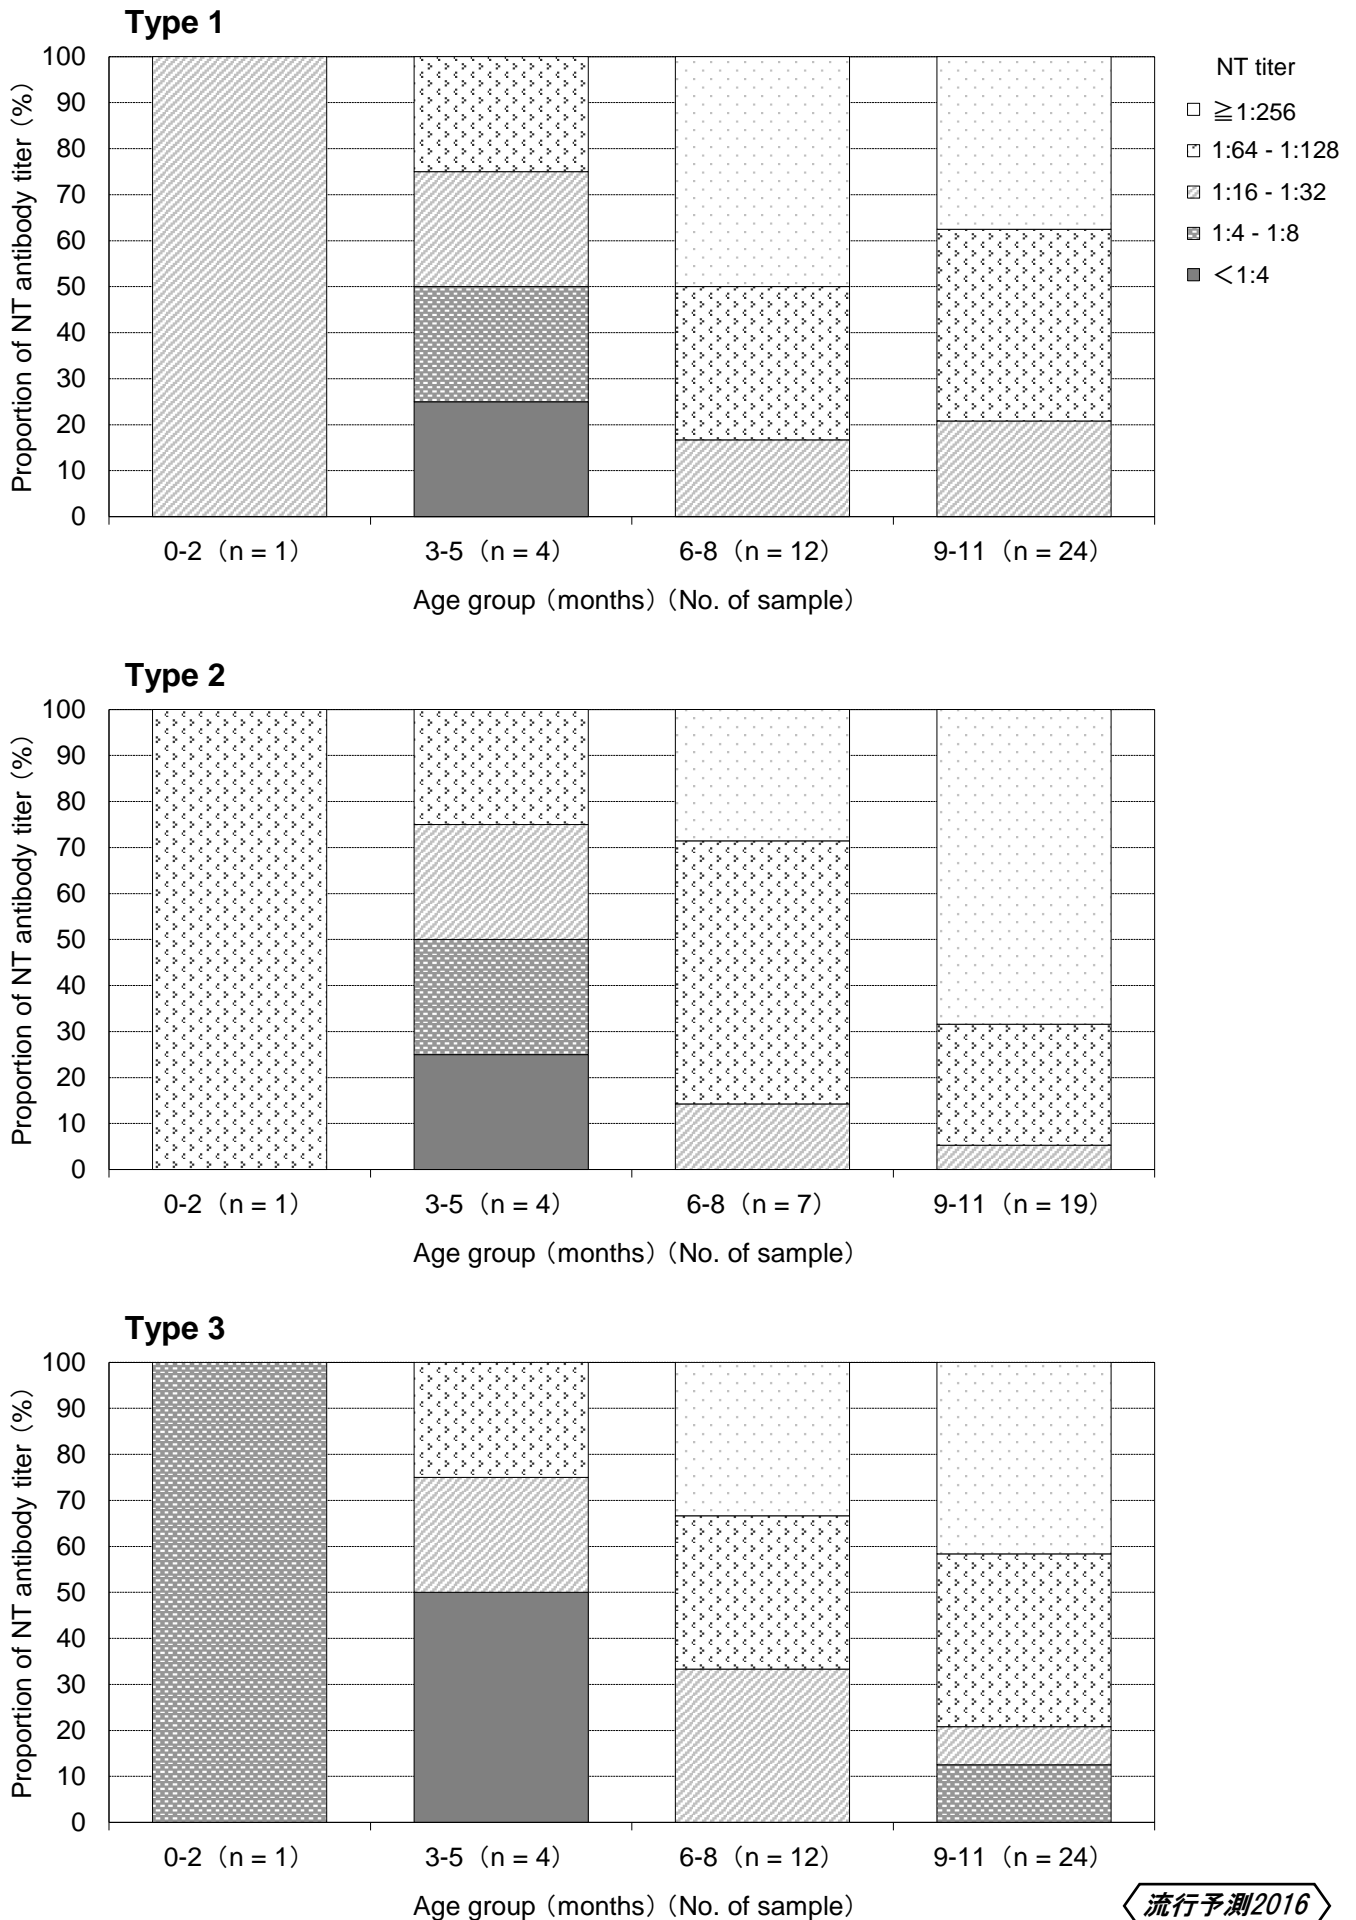 Type 1
Proportion of NT antibody titer（%）
100
90
80
70
60
50
40
30
20
10
0
0-2（n = 1）
3-5（n = 4）
6-8（n = 12）
9-11（n = 24）
Age group（months）（No. of sample）
NT titer
≧1:256
1:64 - 1:128
1:16 - 1:32
1:4 - 1:8
＜1:4
Type 2
Proportion of NT antibody titer（%）
100
90
80
70
60
50
40
30
20
10
0
0-2（n = 1）
3-5（n = 4）
6-8（n = 7）
9-11（n = 19）
Age group（months）（No. of sample）
Type 3
Proportion of NT antibody titer（%）
100
90
80
70
60
50
40
30
20
10
0
0-2（n = 1）
3-5（n = 4）
6-8（n = 12）
9-11（n = 24）
Age group（months）（No. of sample）
流行予測2016